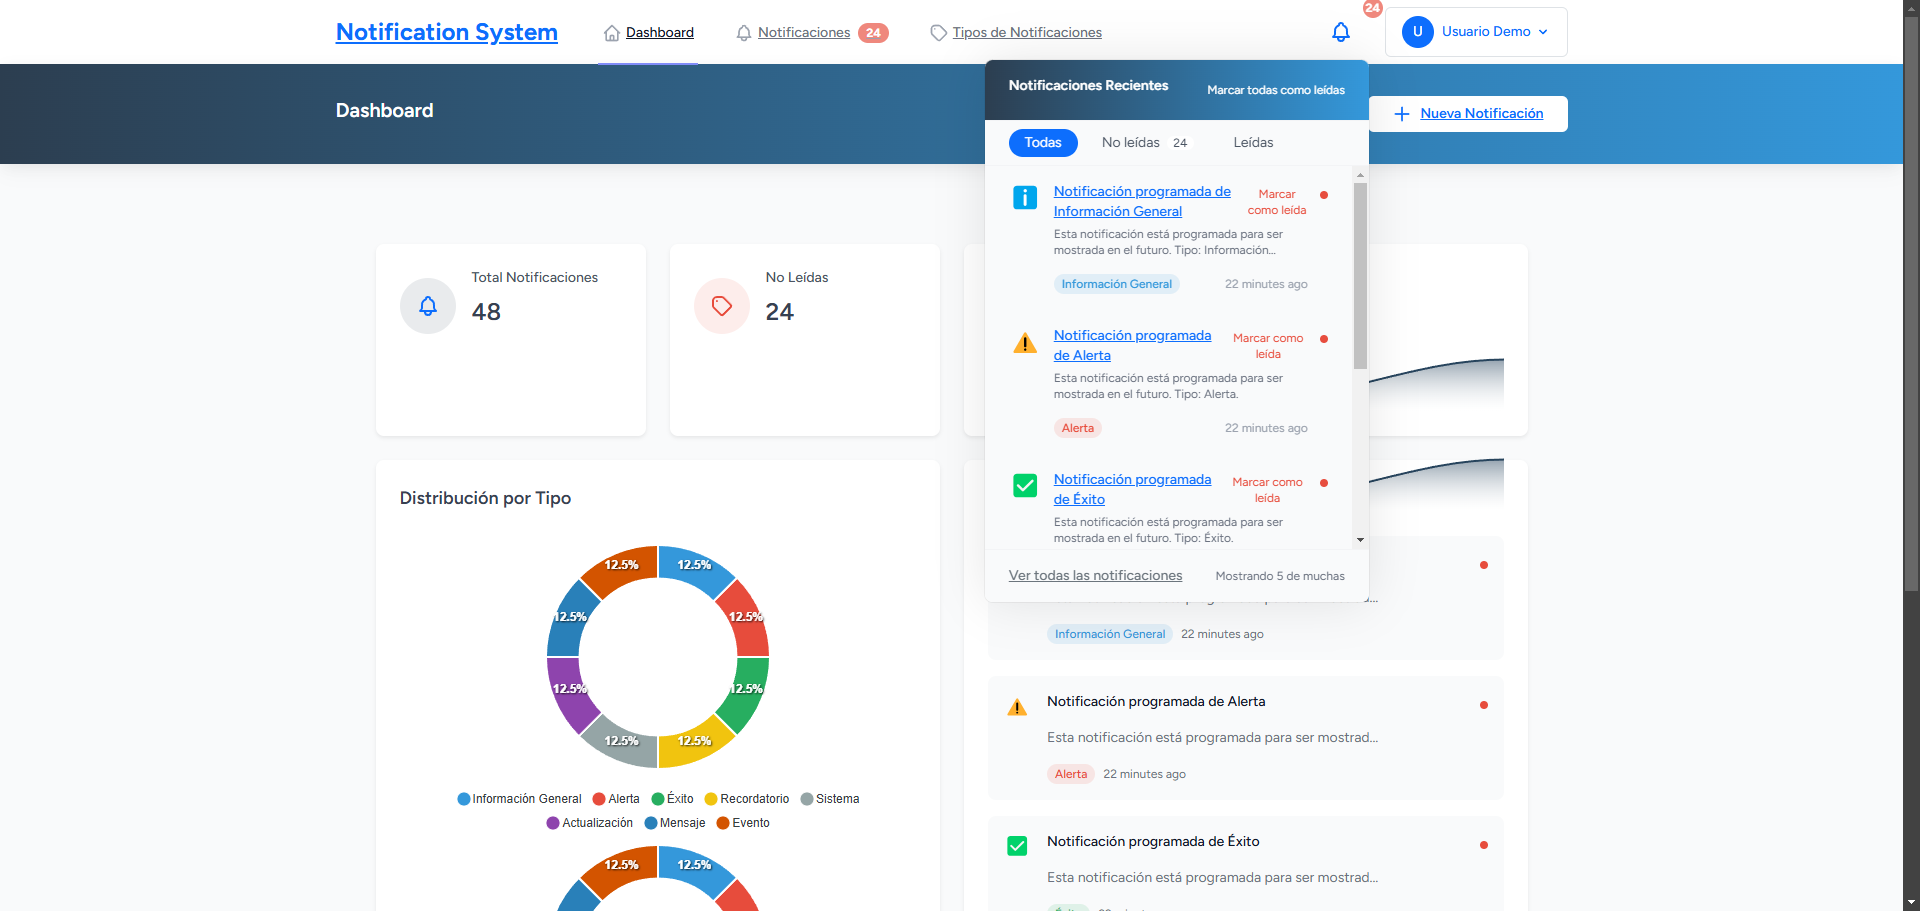 Notification System
Dashboard
Notificaciones 24
Tipos de Notificaciones
24
U Usuario Demo
Dashboard
Nueva Notificación
Notificaciones Recientes
Marcar todas como leídas
Todas
No leídas 24
Leídas
Notificación programada de
Información General
Marcar
como leída
Esta notificación está programada para ser
mostrada en el futuro. Tipo: Información...
Información General
22 minutes ago
Notificación programada
de Alerta
Marcar como
leída
Esta notificación está programada para ser
mostrada en el futuro. Tipo: Alerta.
Alerta
22 minutes ago
Notificación programada
de Éxito
Marcar como
leída
Esta notificación está programada para ser
mostrada en el futuro. Tipo: Éxito.
Ver todas las notificaciones
Mostrando 5 de muchas
Total Notificaciones
48
No Leídas
24
Distribución por Tipo
12.5%
12.5%
12.5%
12.5%
12.5%
12.5%
12.5%
12.5%
Información General Alerta Éxito Recordatorio Sistema
Actualización Mensaje Evento
12.5%
12.5%
Información General 22 minutes ago
Notificación programada de Alerta
Esta notificación está programada para ser mostrad...
Alerta 22 minutes ago
Notificación programada de Éxito
Esta notificación está programada para ser mostrad...